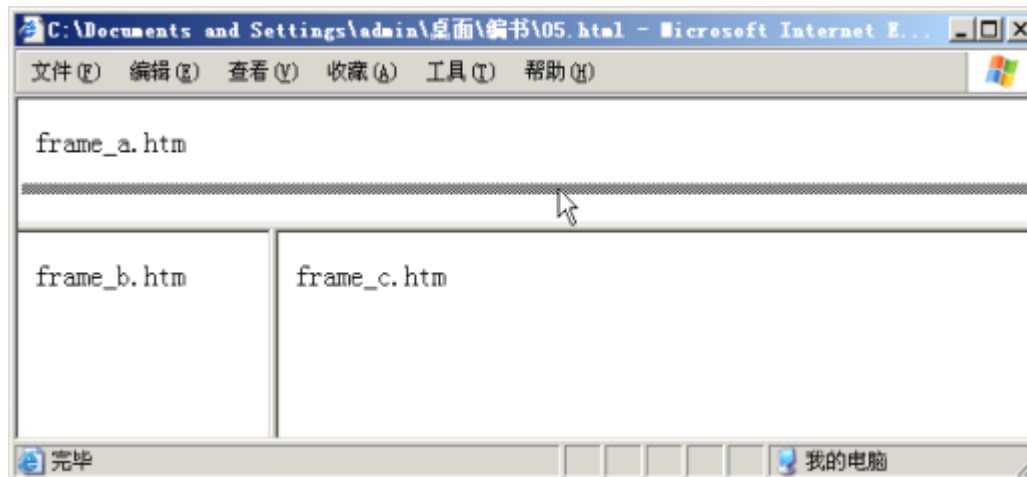 C:\Documents and Settings\admin\桌面\编书\05.html - Microsoft Internet E...
文件(F) 编辑(E) 查看(V) 收藏(A) 工具(T) 帮助(H)
frame_a.htm
frame_b.htm frame_c.htm
完毕 我的电脑